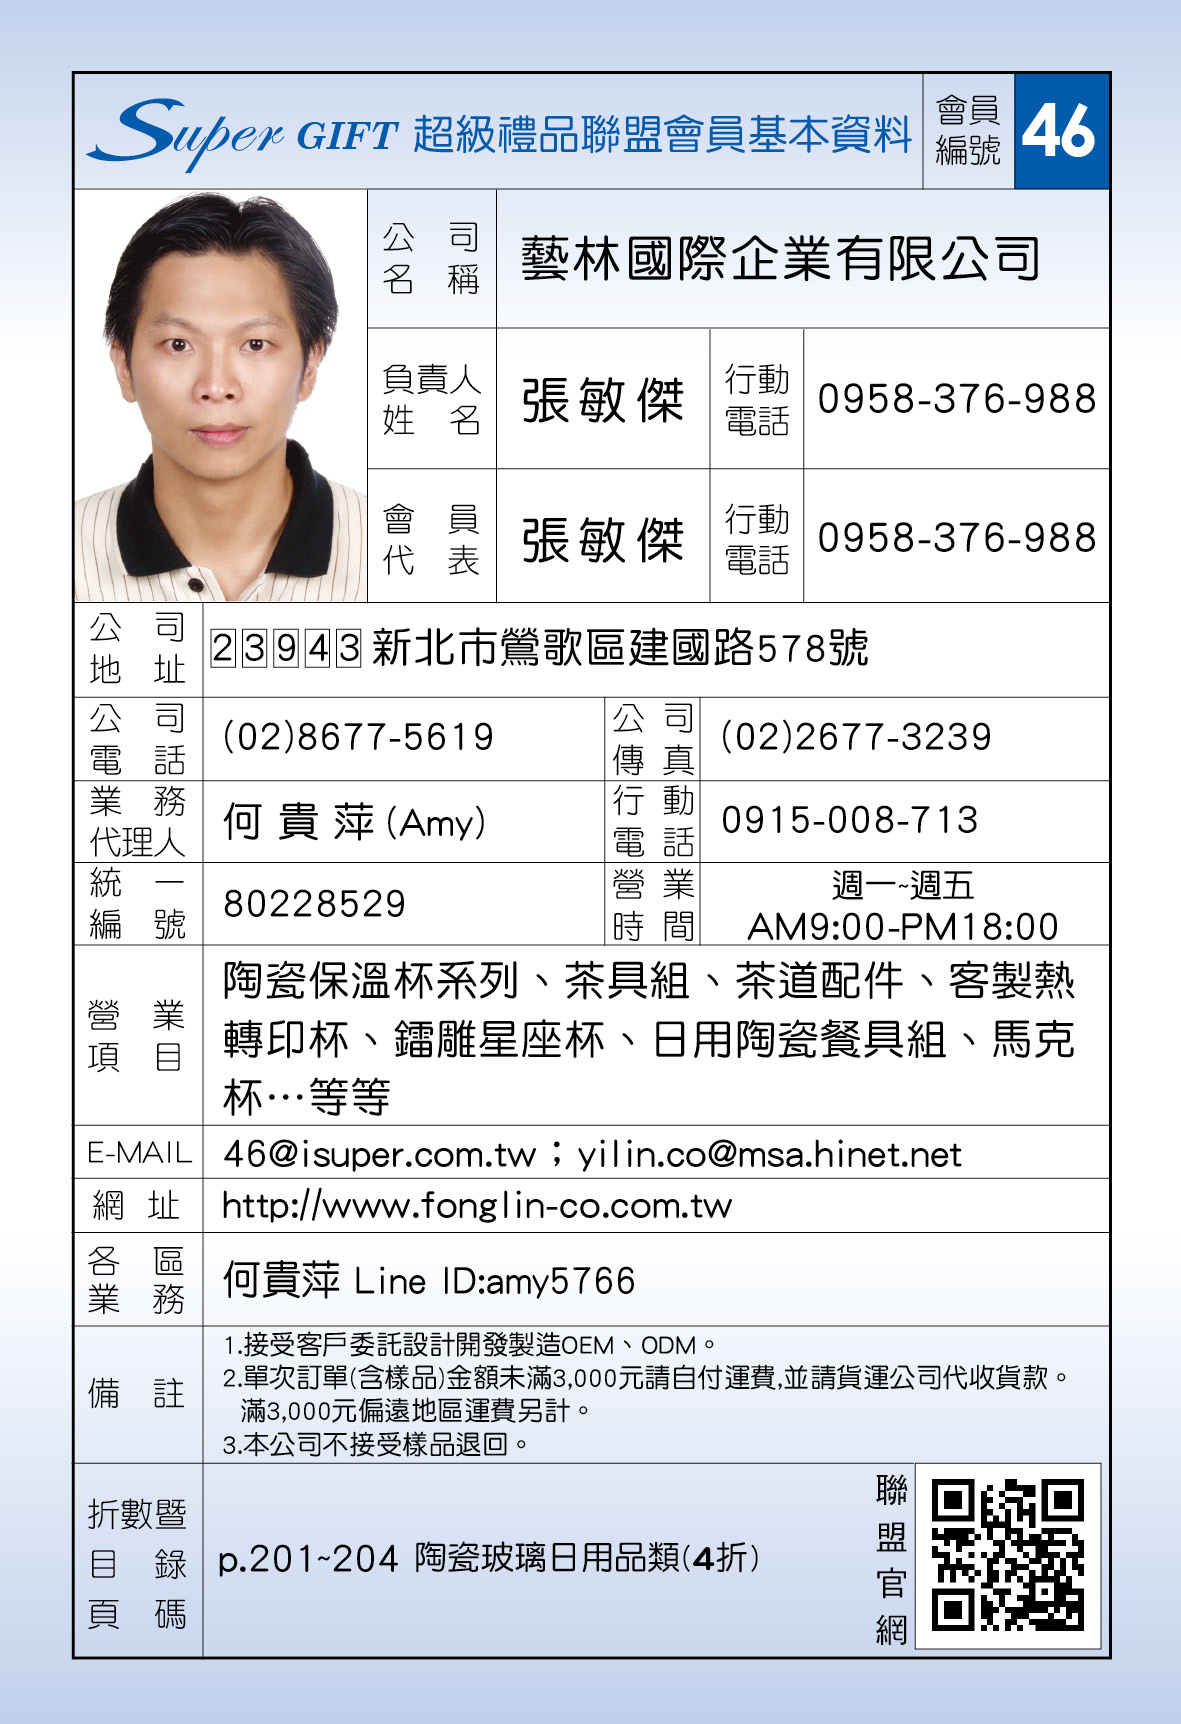 Super GIFT 超級禮品聯盟會員基本資料
會員
編號
46
公司
名稱
藝林國際企業有限公司
負責人
姓名
張敏傑
行動
電話
0958-376-988
會員
代表
張敏傑
行動
電話
0958-376-988
公司
地址
23943 新北市鶯歌區建國路578號
公司
電話
(02)8677-5619
公司
傳真
(02)2677-3239
業務
代理人
何貴萍(Amy)
行動
電話
0915-008-713
統一
編號
80228529
營業
時間
週一~週五
AM9:00-PM18:00
營業
項目
陶瓷保溫杯系列、茶具組、茶道配件、客製熱
轉印杯、鐳雕星座杯、日用陶瓷餐具組、馬克
杯…等等
E-MAIL
46@isuper.com.tw；yilin.co@msa.hinet.net
網址
http://www.fonglin-co.com.tw
各區
業務
何貴萍 Line ID:amy5766
備註
1.接受客戶委託設計開發製造OEM、ODM。
2.單次訂單(含樣品)金額未滿3,000元請自付運費,並請貨運公司代收貨款。
滿3,000元偏遠地區運費另計。
3.本公司不接受樣品退回。
折數暨
目錄
頁碼
p.201~204 陶瓷玻璃日用品類(4折)
聯
盟
官
網